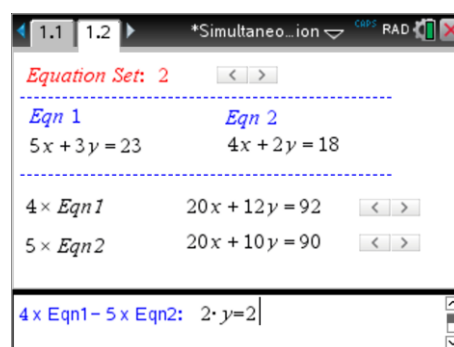 1.1 1.2 *Simultaneo...ion CAPS RAD
Equation Set: 2 < >
Eqn 1 Eqn 2
5x + 3y = 23 4x + 2y = 18
4 × Eqn1 20x + 12y = 92 < >
5 × Eqn2 20x + 10y = 90 < >
4 x Eqn1 - 5 x Eqn2: 2· y=2